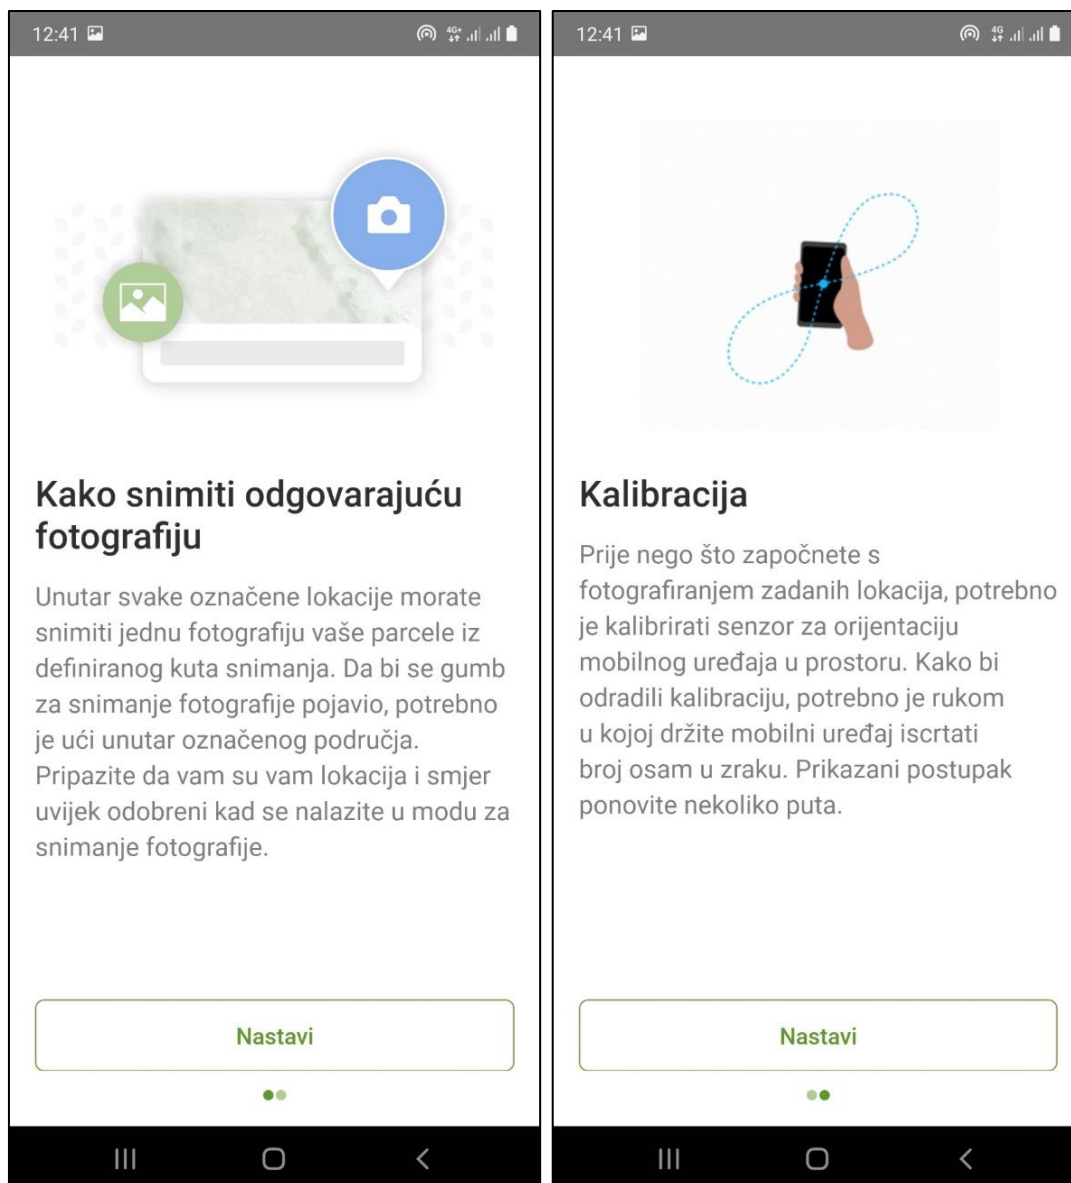 12:41
4G+
Kako snimiti odgovarajuću
fotografiju
Unutar svake označene lokacije morate
snimiti jednu fotografiju vaše parcele iz
definiranog kuta snimanja. Da bi se gumb
za snimanje fotografije pojavio, potrebno
je ući unutar označenog područja.
Pripazite da vam su vam lokacija i smjer
uvijek odobreni kad se nalazite u modu za
snimanje fotografije.
Nastavi
12:41
4G
Kalibracija
Prije nego što započnete s
fotografiranjem zadanih lokacija, potrebno
je kalibrirati senzor za orijentaciju
mobilnog uređaja u prostoru. Kako bi
odradili kalibraciju, potrebno je rukom
u kojoj držite mobilni uređaj iscrtati
broj osam u zraku. Prikazani postupak
ponovite nekoliko puta.
Nastavi